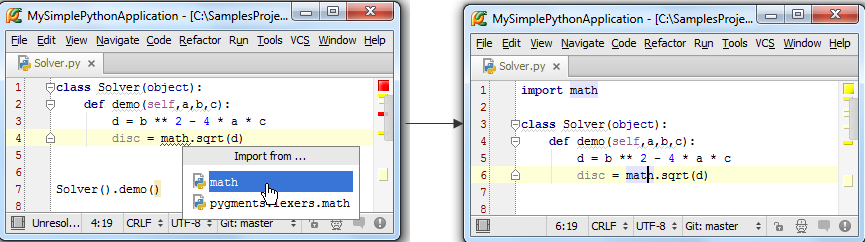 MySimplePythonApplication - [C:\SamplesProje...
File Edit View Navigate Code Refactor Run Tools VCS Window Help
Solver.py
1 class Solver(object):
2 def demo(self,a,b,c):
3 d = b ** 2 - 4 * a * c
4 disc = math.sqrt(d)
5
Import from ...
6 math
7 Solver().demo()
8 pygments.lexers.math
Unresol... 4:19 CRLF UTF-8 Git: master
MySimplePythonApplication - [C:\SamplesProje...
File Edit View Navigate Code Refactor Run Tools VCS Window Help
Solver.py
1 import math
2
3 class Solver(object):
4 def demo(self,a,b,c):
5 d = b ** 2 - 4 * a * c
6 disc = math.sqrt(d)
7
8
6:19 CRLF UTF-8 Git: master